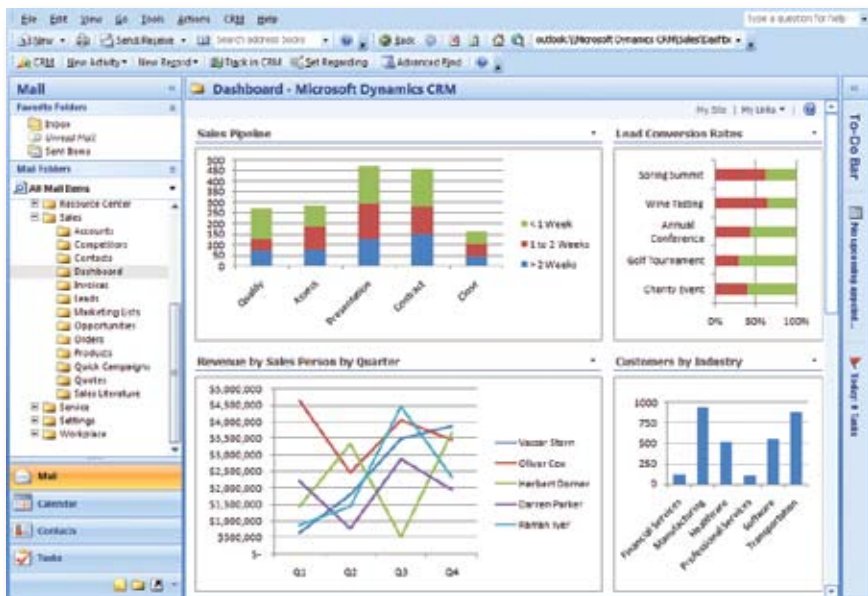 File Edit View Go Tools Actions CRM Help
Type a question for help
New Send/Receive Search address books Back outlook:\\Microsoft Dynamics CRM\Sales\Dashbo
CRM New Activity New Record Track in CRM Set Regarding Advanced Find
Mail
Favorite Folders
Inbox
Unread Mail
Sent Items
Mail Folders
All Mail Items
Resource Center
Sales
Accounts
Competitors
Contacts
Dashboard
Invoices
Leads
Marketing Lists
Opportunities
Orders
Products
Quick Campaigns
Quotes
Sales Literature
Service
Settings
Workplace
Mail
Calendar
Contacts
Tasks
Dashboard - Microsoft Dynamics CRM
My Site | My Links
Sales Pipeline
500
450
400
350
300
250
200
150
100
50
0
Qualify
Assess
Presentation
Contract
Close
< 1 Week
1 to 2 Weeks
> 2 Weeks
Lead Conversion Rates
Spring Summit
Wine Tasting
Annual
Conference
Golf Tournament
Charity Event
0% 50% 100%
Revenue by Sales Person by Quarter
$5,000,000
$4,500,000
$4,000,000
$3,500,000
$3,000,000
$2,500,000
$2,000,000
$1,500,000
$1,000,000
$500,000
$-
Q1 Q2 Q3 Q4
Stern
Oliver Cox
Herbert Dorner
Darren Parker
Raman Iyer
Customers by Industry
1000
750
500
250
0
Financial Services
Manufacturing
Healthcare
Professional Services
Software
Transportation
To-Do Bar
No upcoming appoint...
Today: Tasks